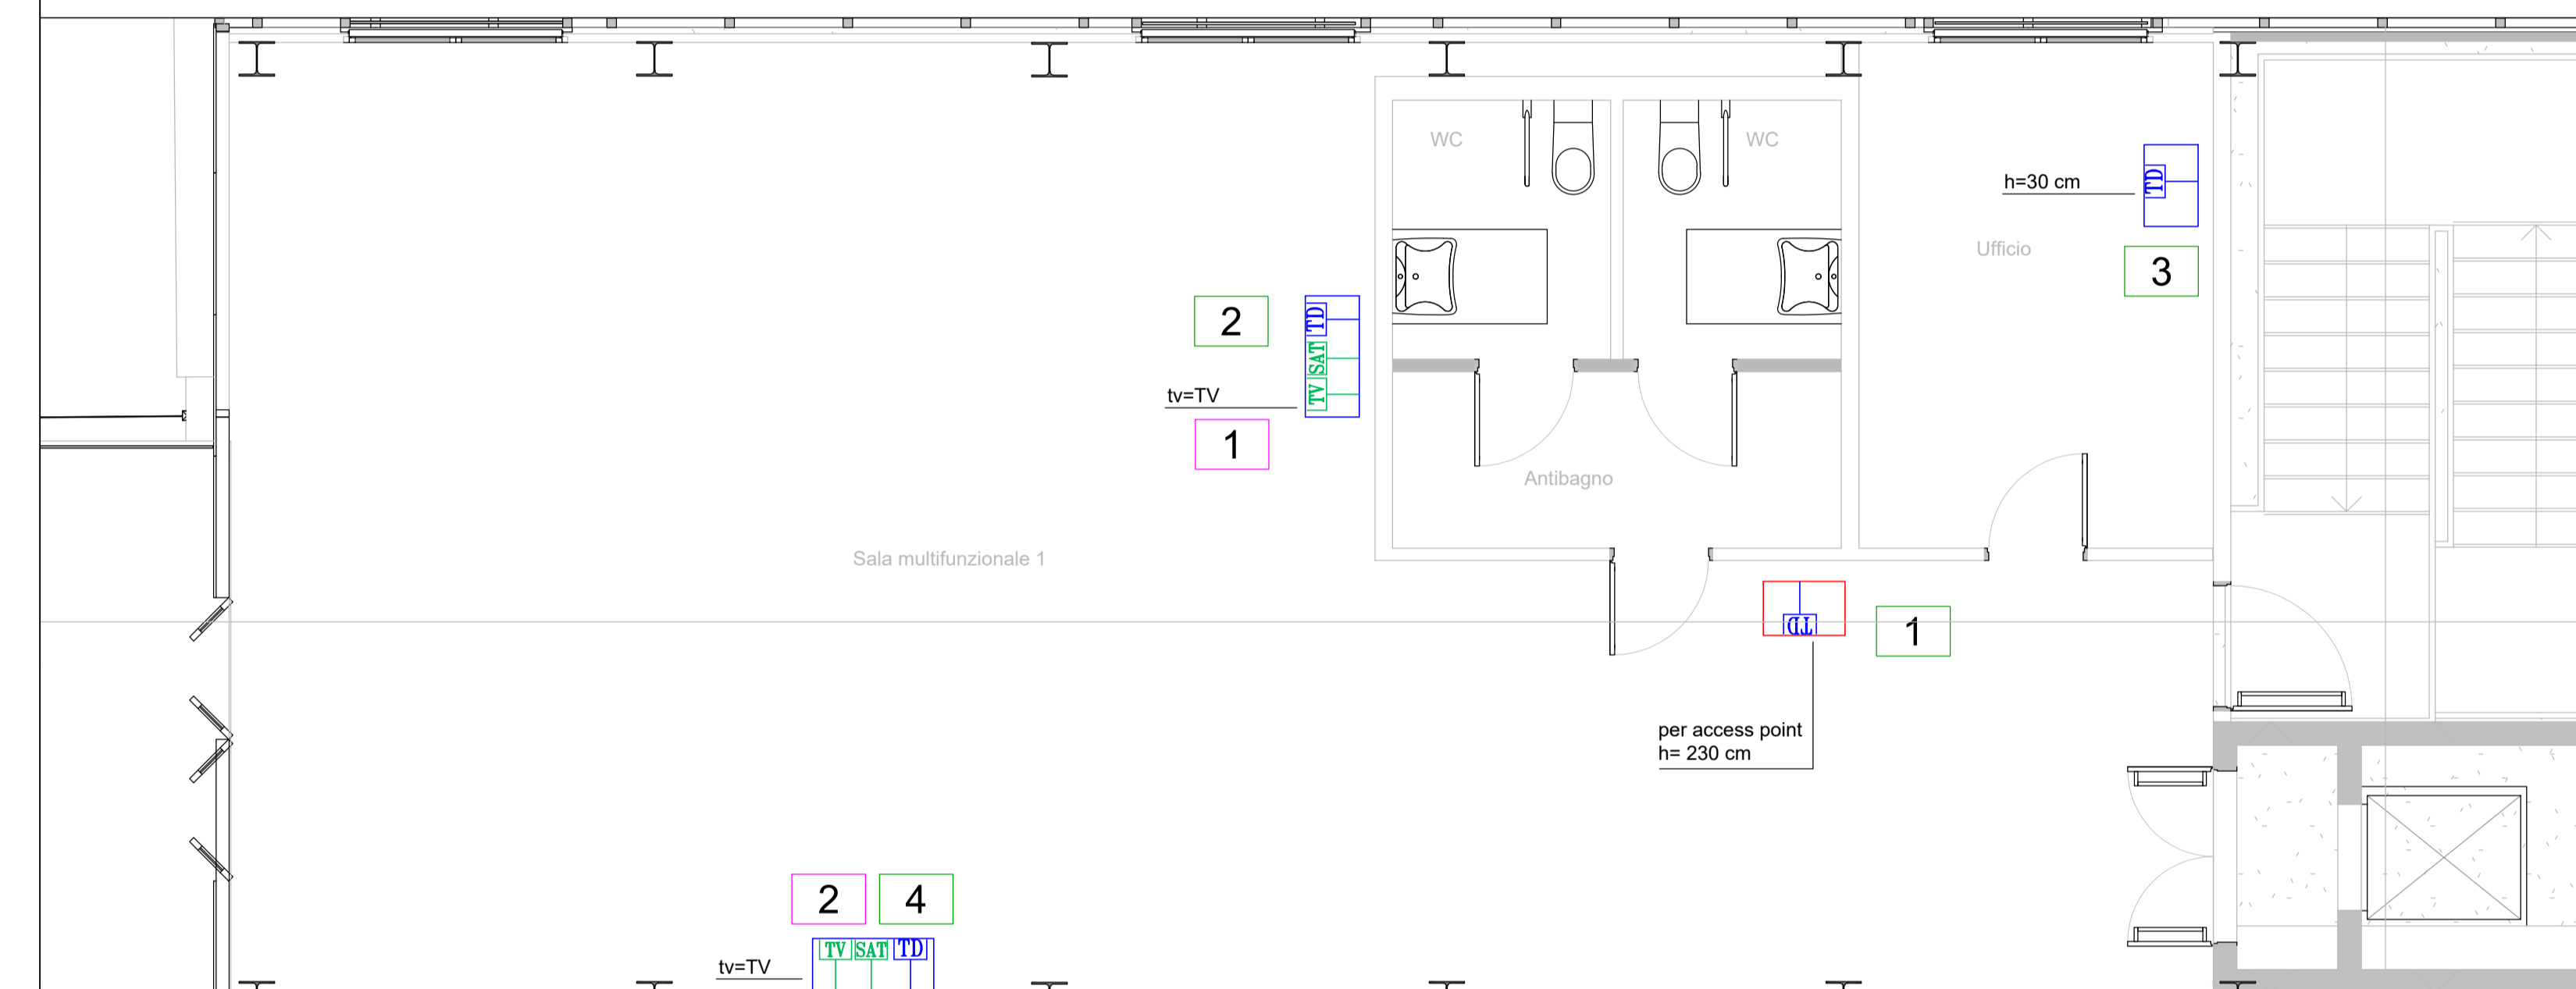 WC
WC
h=30 cm
TD
Ufficio
3
2
TD
SAT
TV
tv=TV
1
Antibagno
Sala multifunzionale 1
TD
1
per access point
h= 230 cm
2
4
TV SAT TD
tv=TV